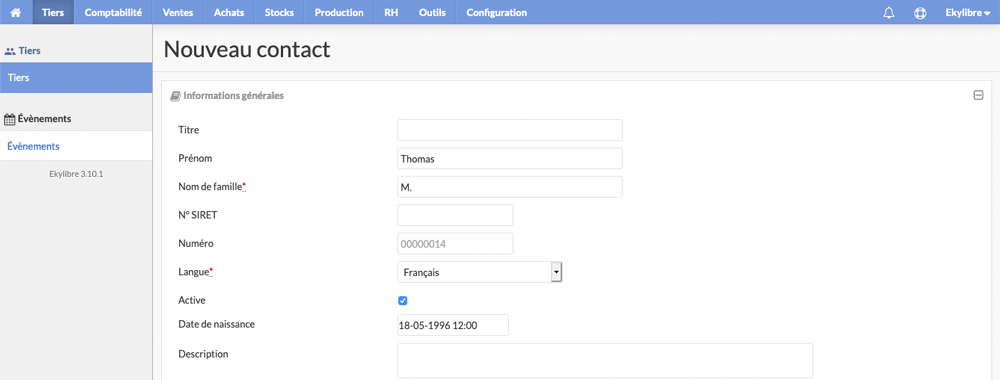 Tiers Comptabilité Ventes Achats Stocks Production RH Outils Configuration Ekylibre
Tiers
Tiers
Évènements
Évènements
Ekylibre 3.10.1
Nouveau contact
Informations générales
Titre
Prénom Thomas
Nom de famille* M.
N° SIRET
Numéro 00000014
Langue* Français
Active
Date de naissance 18-05-1996 12:00
Description